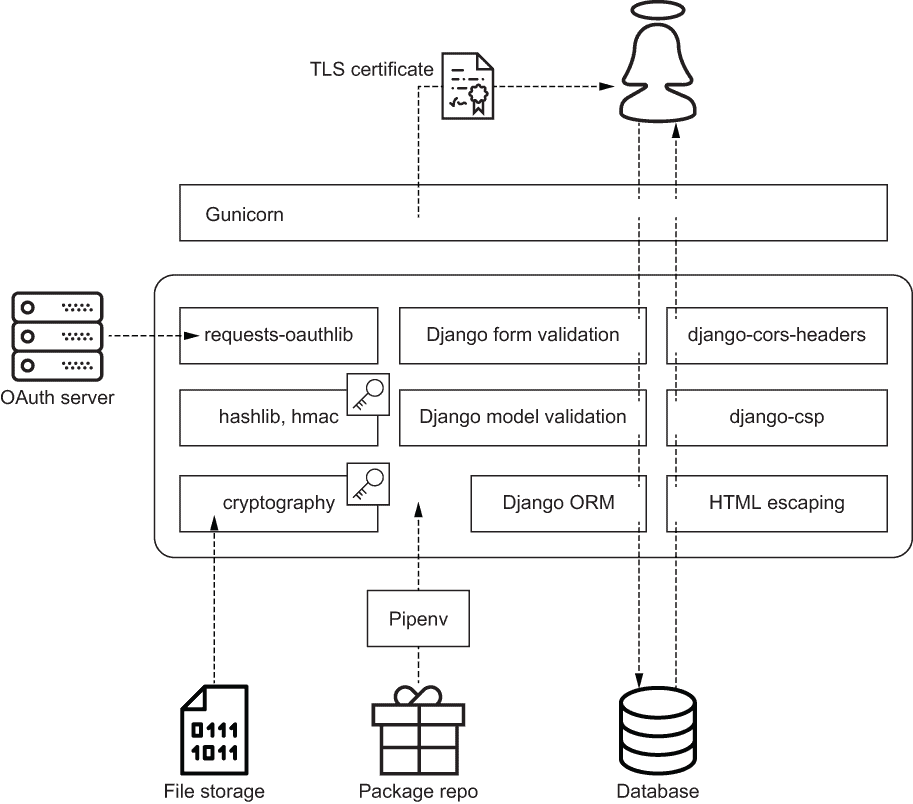 TLS certificate
Gunicorn
requests-oauthlib
Django form validation
django-cors-headers
OAuth server
hashlib, hmac
Django model validation
django-csp
cryptography
Django ORM
HTML escaping
Pipenv
0111
1011
File storage
Package repo
Database